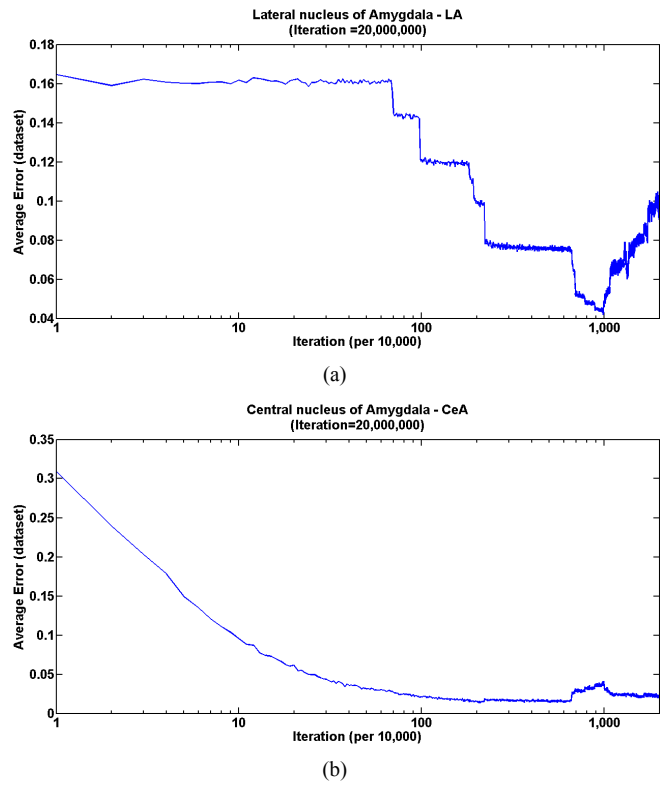 Lateral nucleus of Amygdala - LA
(Iteration =20,000,000)
0.18
0.16
0.14
0.12
0.1
0.08
0.06
0.04
Average Error (dataset)
1 10 100 1,000
Iteration (per 10,000)
(a)
Central nucleus of Amygdala - CeA
(Iteration=20,000,000)
0.35
0.3
0.25
0.2
0.15
0.1
0.05
0
Average Error (dataset)
1 10 100 1,000
Iteration (per 10,000)
(b)